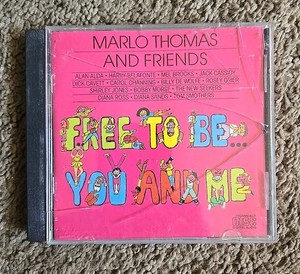 MARLO THOMAS
AND FRIENDS
ALAN ALDA • HARRY BELAFONTE • MEL BROOKS • JACK CASSIDY
DICK CAVETT • CAROL CHANNING • BILLY DE WOLFE • ROSEY GRIER
SHIRLEY JONES • BOBBY MORSE • THE NEW SEEKERS
DIANA ROSS • DIANA SANDS • TOM SMOTHERS
FREE TO BE...
YOU AND ME